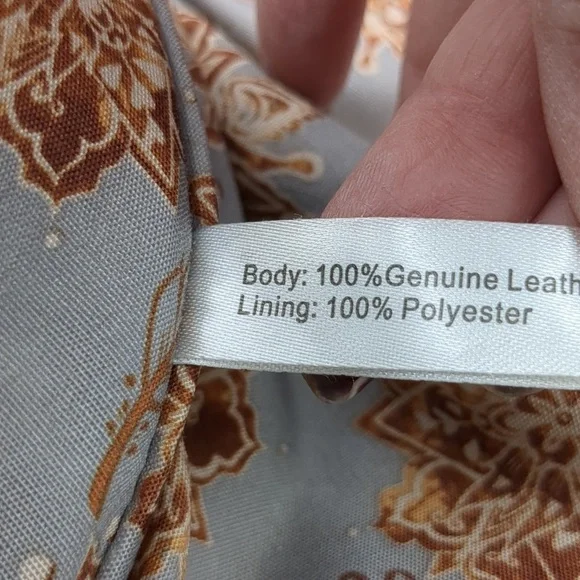 Body: 100%Genuine Leath
Lining: 100% Polyester